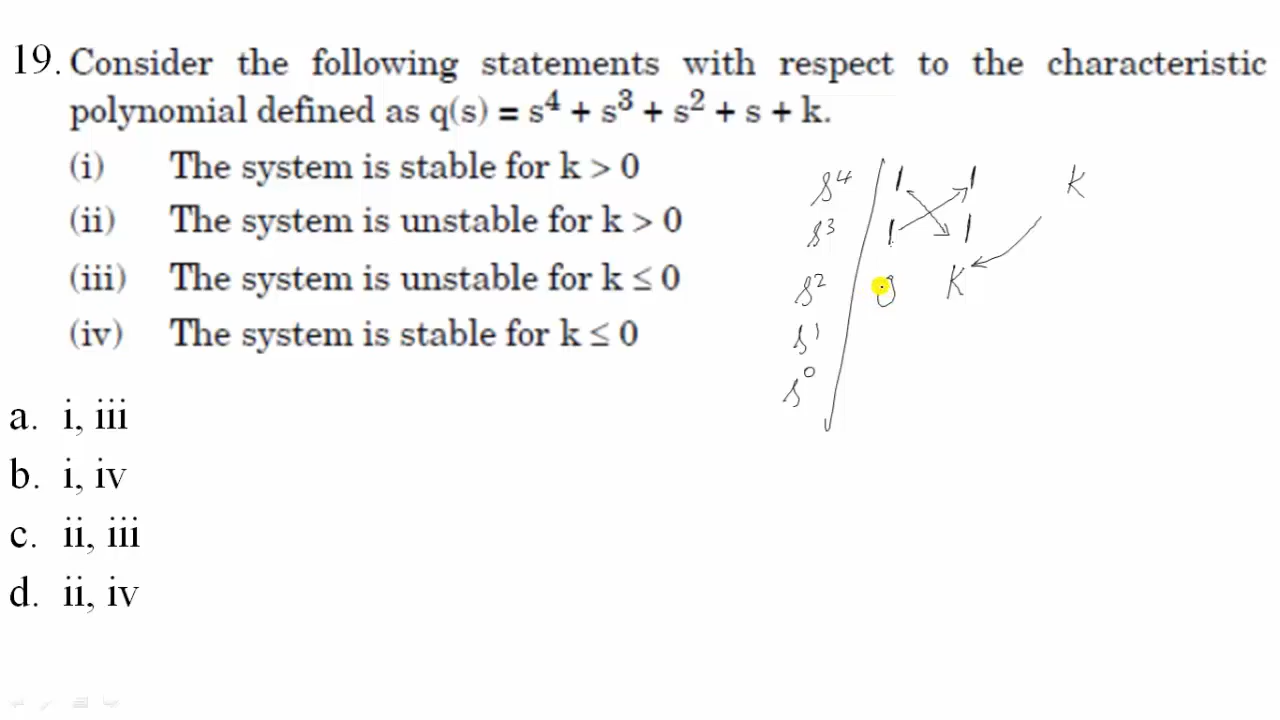 19. Consider the following statements with respect to the characteristic
polynomial defined as q(s) = s⁴ + s³ + s² + s + k.
(i) The system is stable for k > 0
(ii) The system is unstable for k > 0
(iii) The system is unstable for k ≤ 0
(iv) The system is stable for k ≤ 0
a. i, iii
b. i, iv
c. ii, iii
d. ii, iv
s⁴ 1 1 K
s³ 1 1
s² 0 K
s¹
s⁰